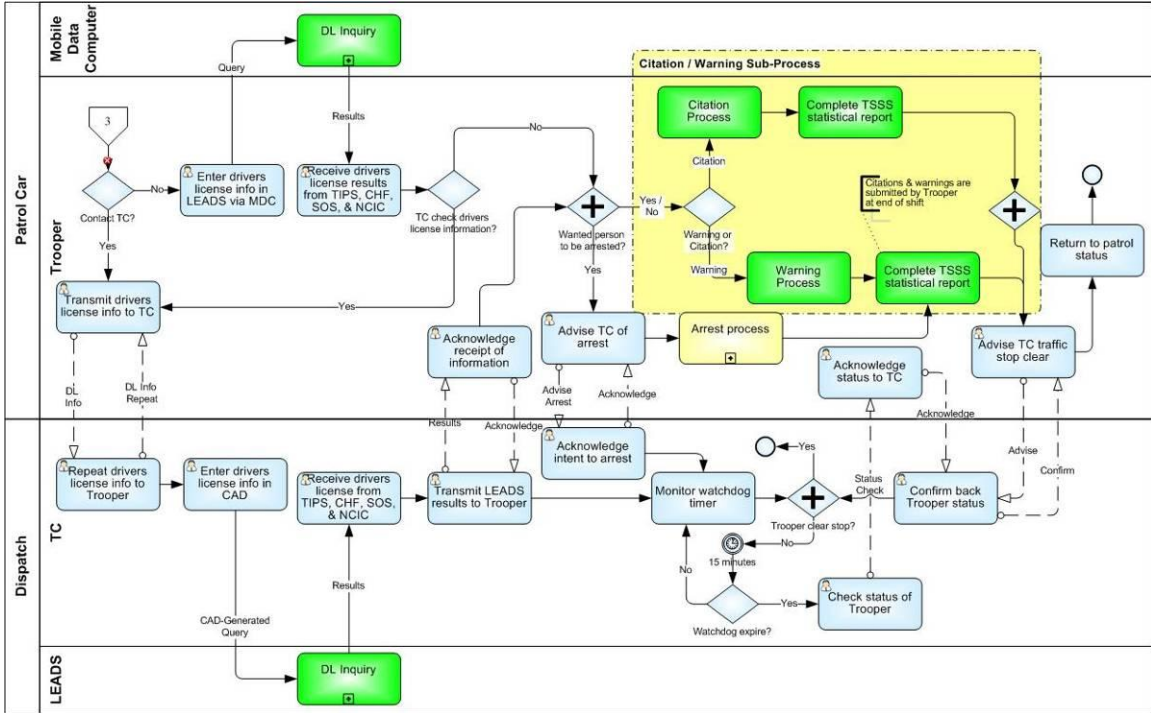 Patrol Car
Mobile
Data
Computer
DL Inquiry
Query
Results
Trooper
3
Contact TC?
No
Yes
Enter drivers
license info in
LEADS via MDC
Receive drivers
license results
from TIPS, CHF,
SOS, & NCIC
TC check drivers
license information?
No
Yes
Wanted person
to be arrested?
Yes /
No
Yes
Citation / Warning Sub-Process
Citation
Process
Complete TSSS
statistical report
Citation
Warning or
Citation?
Warning
Citations & warnings are
submitted by Trooper
at end of shift
Warning
Process
Complete TSSS
statistical report
Return to patrol
status
Transmit drivers
license info to TC
Acknowledge
receipt of
information
Advise TC of
arrest
Arrest process
Acknowledge
status to TC
Advise TC traffic
stop clear
DL
Info
DL Info
Repeat
Results
Acknowledge
Advise
Arrest
Acknowledge
Acknowledge
Advise
Confirm
Dispatch
TC
Repeat drivers
license info to
Trooper
Enter drivers
license info in
CAD
Receive drivers
license from
TIPS, CHF, SOS,
& NCIC
Transmit LEADS
results to Trooper
Acknowledge
intent to arrest
Monitor watchdog
timer
Yes
Trooper clear stop?
Status
Check
Confirm back
Trooper status
No
15 minutes
No
Watchdog expire?
Yes
Check status of
Trooper
CAD-Generated
Query
Results
LEADS
DL Inquiry